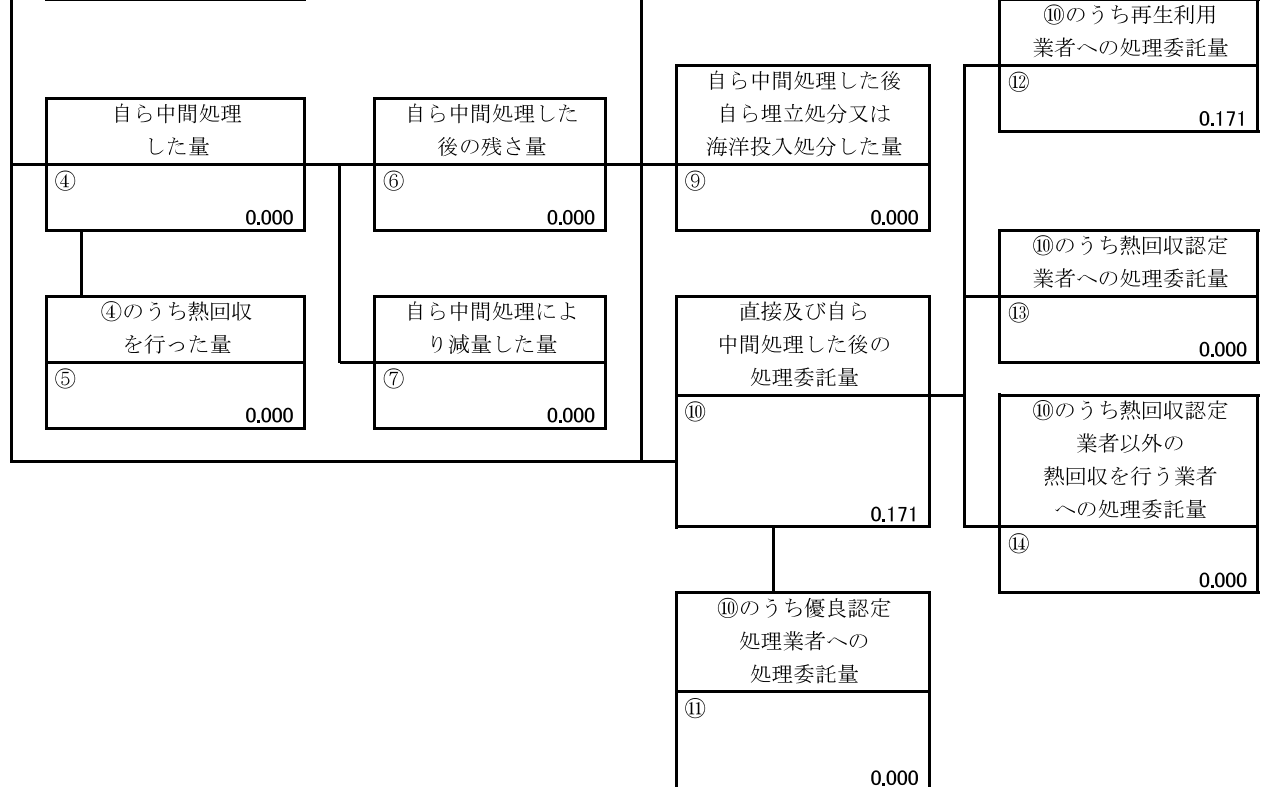 ⑩のうち再生利用
業者への処理委託量
⑫
0.171
自ら中間処理
した量
④
0.000
自ら中間処理した
後の残さ量
⑥
0.000
自ら中間処理した後
自ら埋立処分又は
海洋投入処分した量
⑨
0.000
⑩のうち熱回収認定
業者への処理委託量
⑬
0.000
④のうち熱回収
を行った量
⑤
0.000
自ら中間処理によ
り減量した量
⑦
0.000
直接及び自ら
中間処理した後の
処理委託量
⑩
0.171
⑩のうち熱回収認定
業者以外の
熱回収を行う業者
への処理委託量
⑭
0.000
⑩のうち優良認定
処理業者への
処理委託量
⑪
0.000